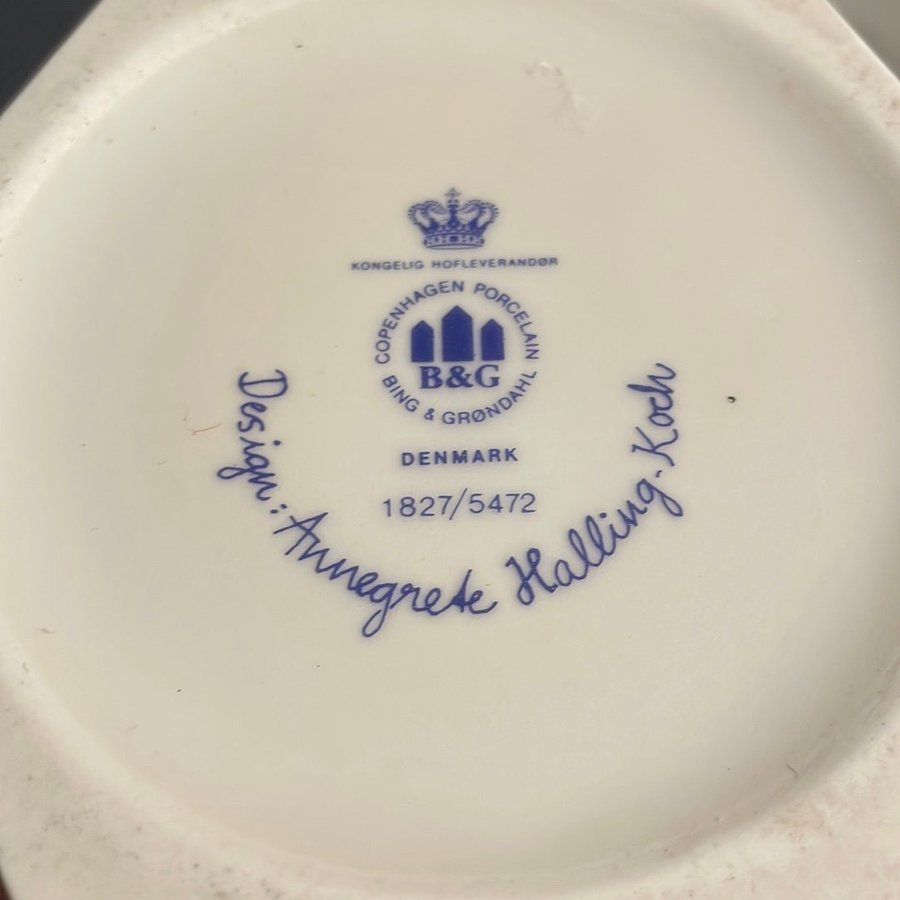 KONGELIG HOFLEVERANDØR
COPENHAGEN PORCELAIN
B&G
BING & GRØNDAHL
DENMARK
1827/5472
Design: Annegrete Halling-Koch